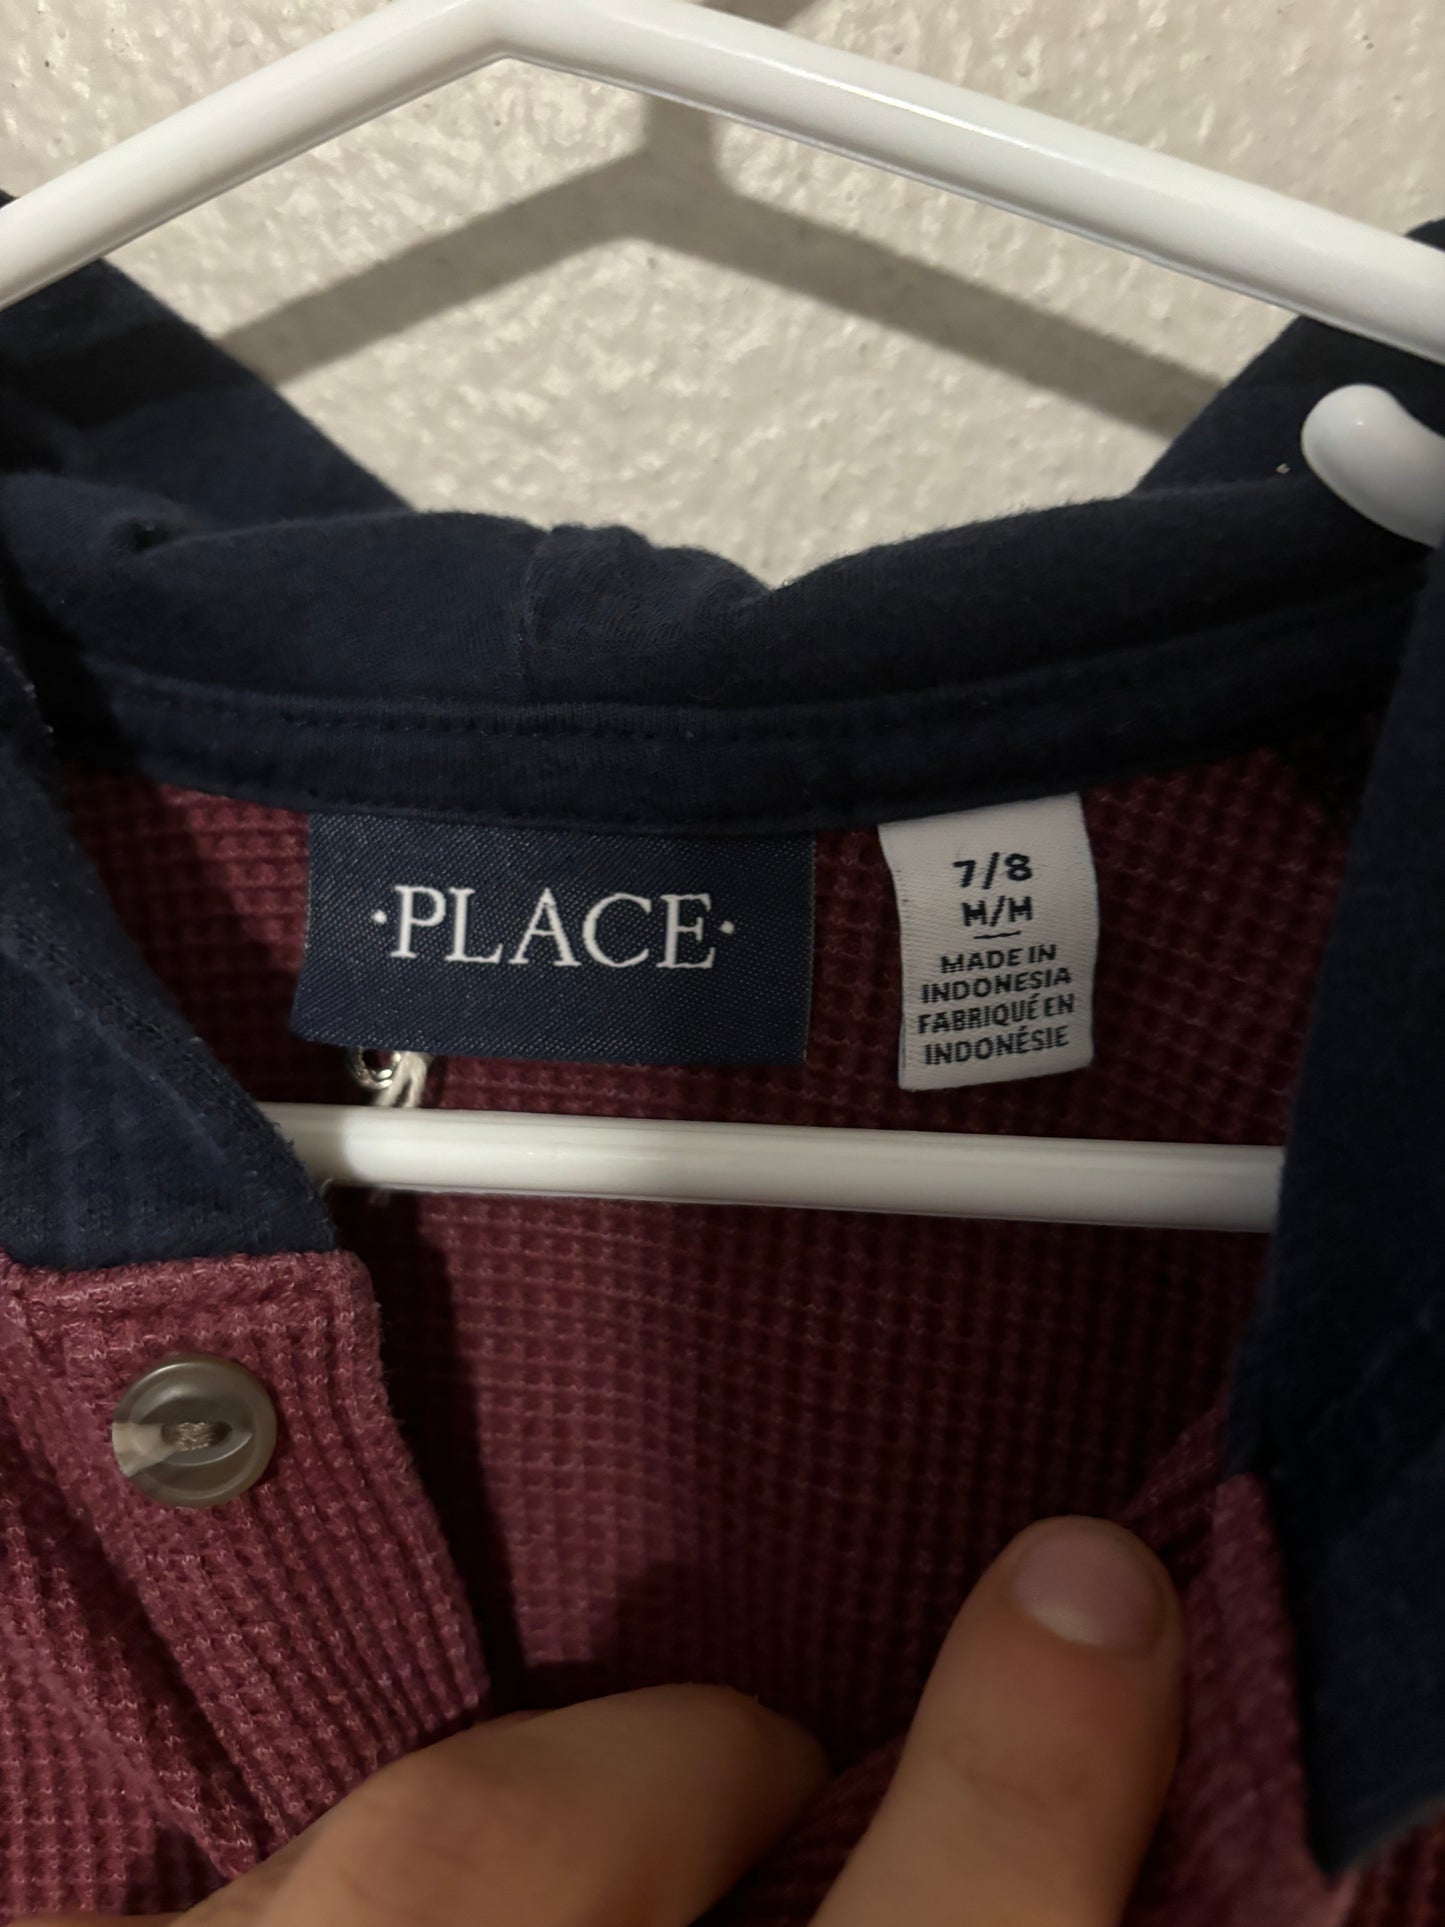 ·PLACE·
7/8
H/H
MADE IN
INDONESIA
FABRIQUÉ EN
INDONÉSIE